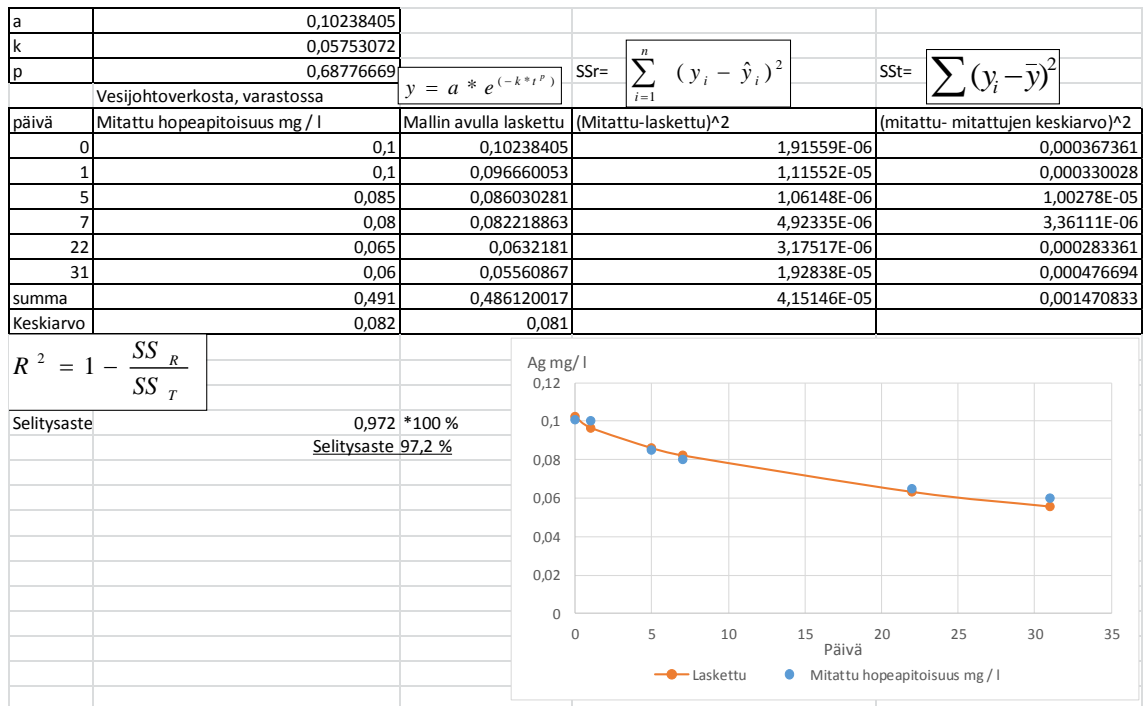 a 0,10238405
k 0,05753072
p 0,68776669 y = a * e^(-k*t^p) SSr= ∑_{i=1}^{n} (y_i - ŷ_i)² SSt= ∑(y_i - ȳ)²
Vesijohtoverkosta, varastossa
päivä Mitattu hopeapitoisuus mg / l Mallin avulla laskettu (Mitattu-laskettu)^2 (mitattu- mitattujen keskiarvo)^2
0 0,1 0,10238405 1,91559E-06 0,000367361
1 0,1 0,096660053 1,11552E-05 0,000330028
5 0,085 0,086030281 1,06148E-06 1,00278E-05
7 0,08 0,082218863 4,92335E-06 3,36111E-06
22 0,065 0,0632181 3,17517E-06 0,000283361
31 0,06 0,05560867 1,92838E-05 0,000476694
summa 0,491 0,486120017 4,15146E-05 0,001470833
Keskiarvo 0,082 0,081
R² = 1 - SS_R / SS_T
Selitysaste 0,972 *100 %
Selitysaste 97,2 %
Ag mg/ l
0,12
0,1
0,08
0,06
0,04
0,02
0
0 5 10 15 20 25 30 35
Päivä
Laskettu Mitattu hopeapitoisuus mg / l